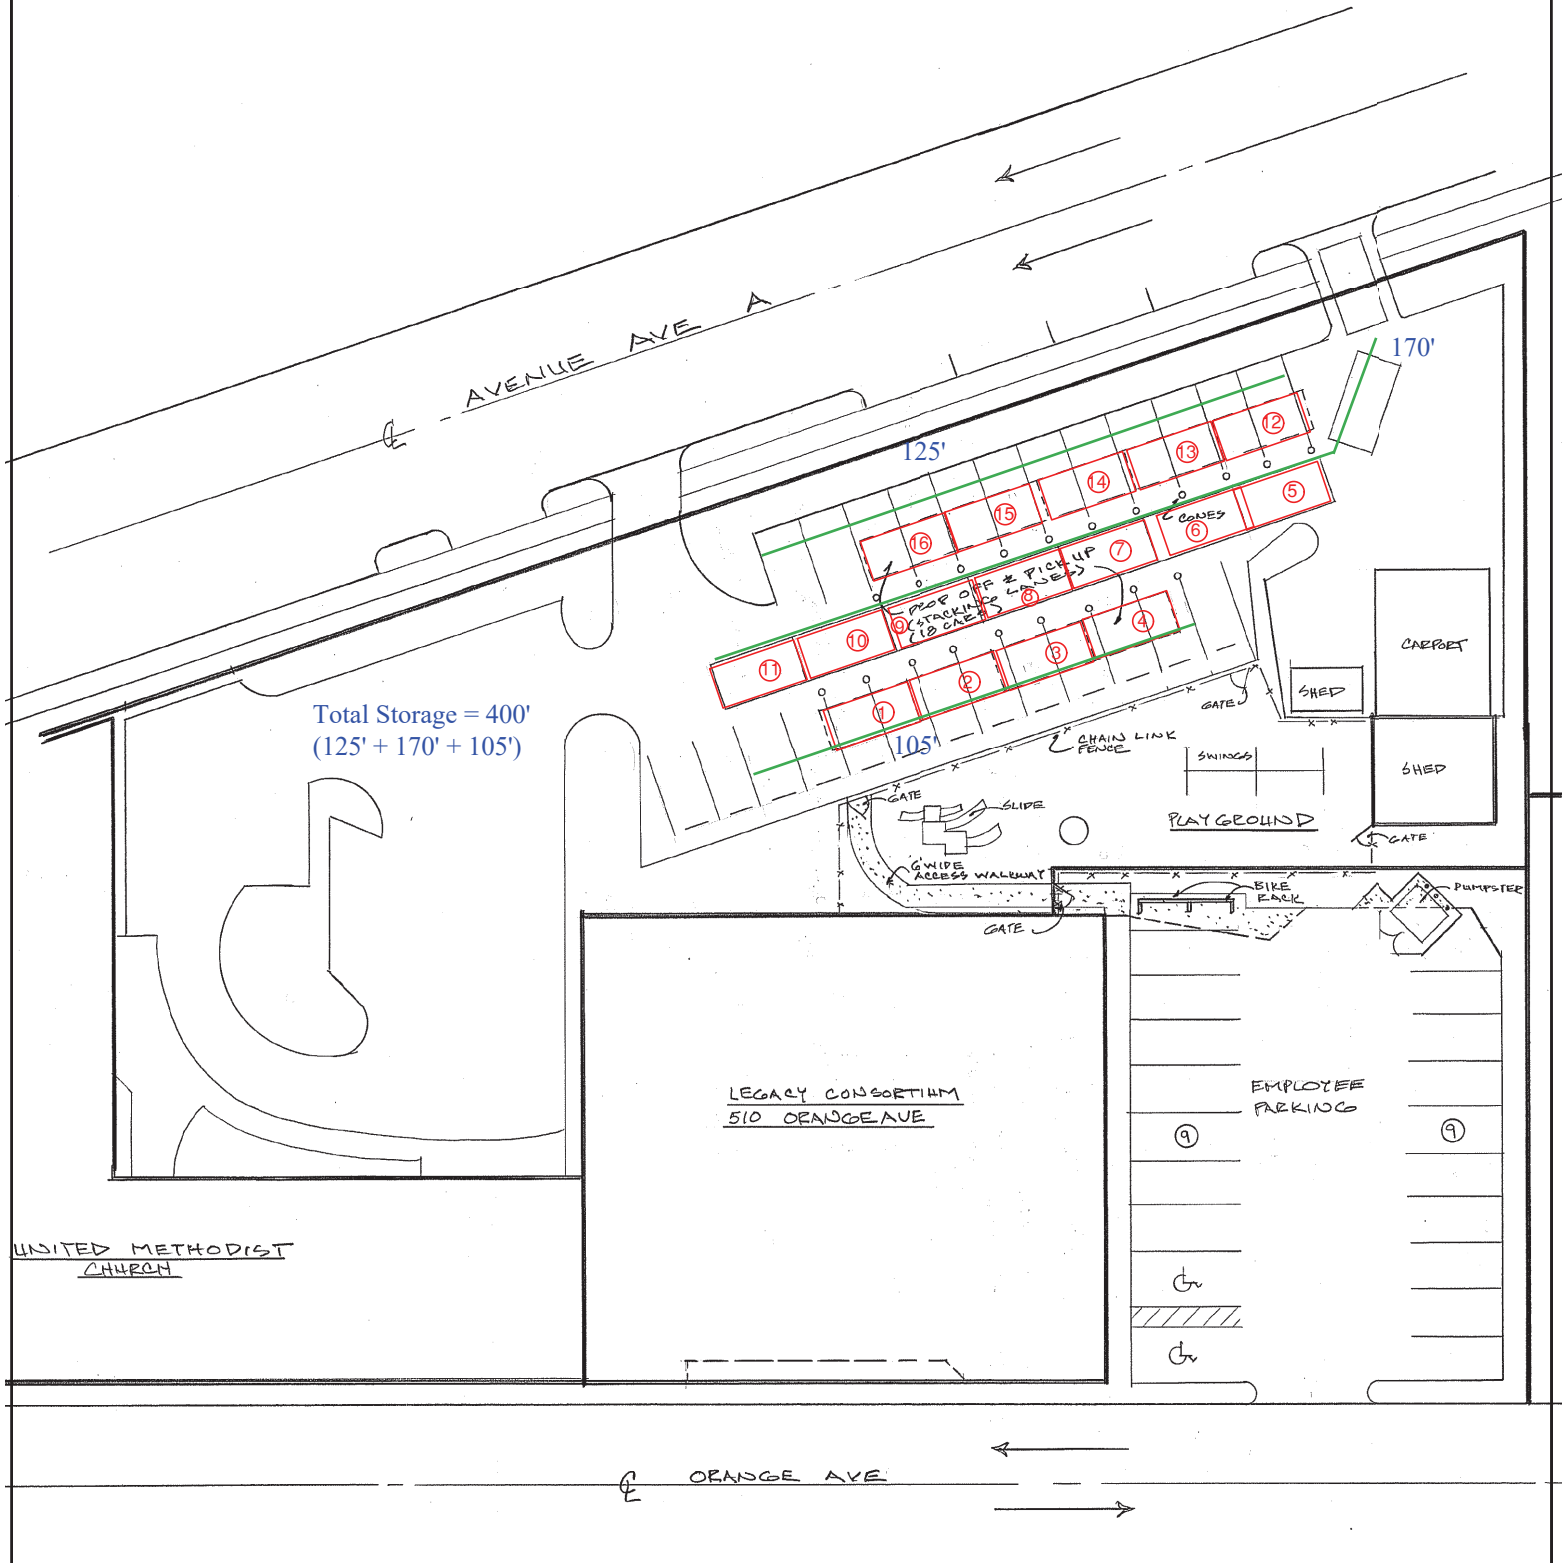 AVENUE AVE A
170'
125'
12
13
14
15
16
5
CONES
6
7
DROP OFF & PICK UP
(STACKING LANES)
(18 CARS)
8
9
10
11
4
3
2
1
105'
Total Storage = 400'
(125' + 170' + 105')
CARPORT
SHED
GATE
CHAIN LINK
FENCE
SWINGS
SHED
GATE
SLIDE
PLAYGROUND
GATE
6' WIDE
ACCESS WALKWAY
BIKE
RACK
DUMPSTER
GATE
LEGACY CONSORTIUM
510 ORANGE AVE
EMPLOYEE
PARKING
9
9
UNITED METHODIST
CHURCH
ORANGE AVE